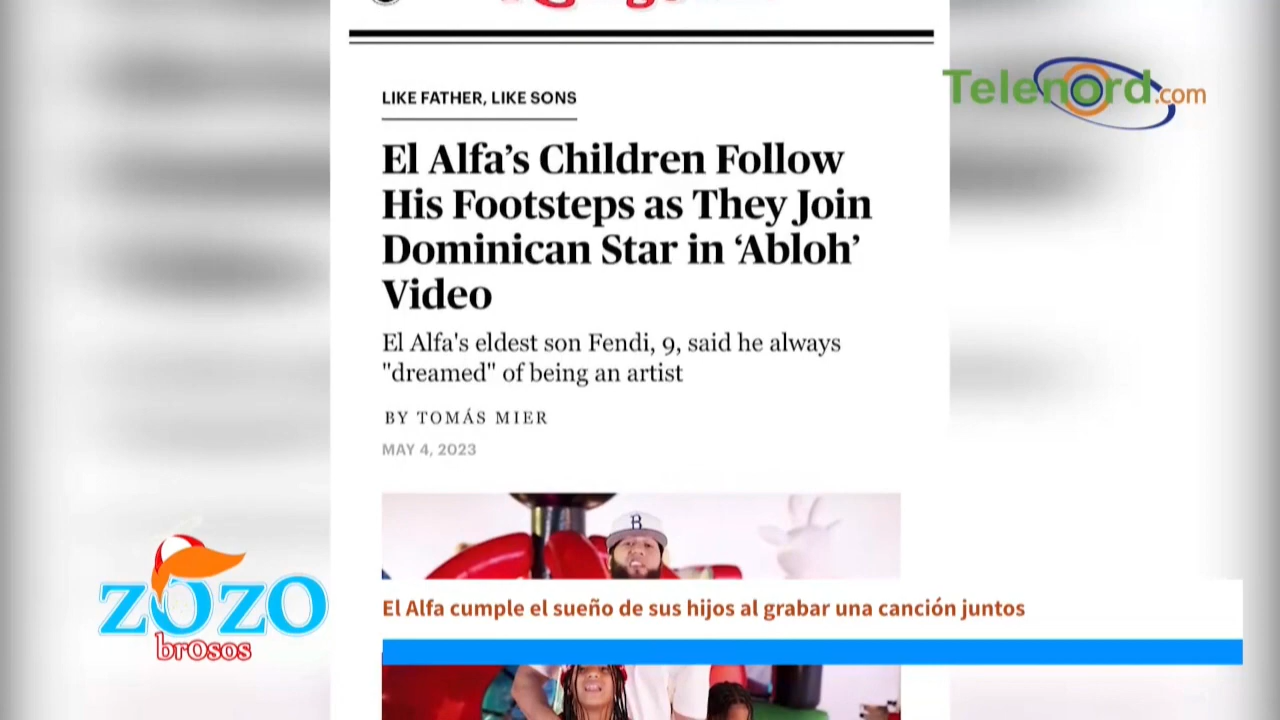 Telenord.com
LIKE FATHER, LIKE SONS
El Alfa’s Children Follow
His Footsteps as They Join
Dominican Star in ‘Abloh’
Video
El Alfa's eldest son Fendi, 9, said he always
"dreamed" of being an artist
BY TOMÁS MIER
MAY 4, 2023
B
zOzO
brOsos
El Alfa cumple el sueño de sus hijos al grabar una canción juntos